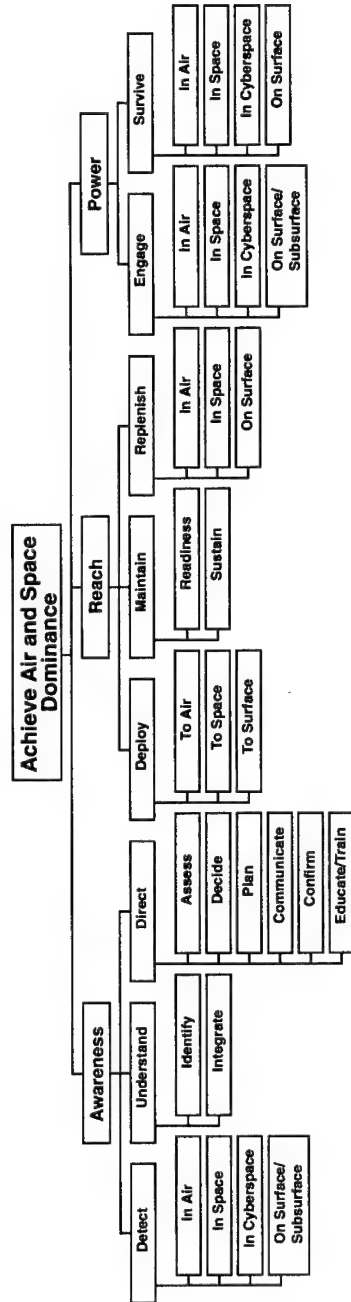 Achieve Air and Space
Dominance
Awareness
Reach
Power
Detect
Understand
Direct
Deploy
Maintain
Replenish
Engage
Survive
In Air
In Space
In Cyberspace
On Surface/
Subsurface
Identify
Integrate
Assess
Decide
Plan
Communicate
Confirm
Educate/Train
To Air
To Space
To Surface
Readiness
Sustain
In Air
In Space
On Surface
In Air
In Space
In Cyberspace
On Surface/
Subsurface
In Air
In Space
In Cyberspace
On Surface